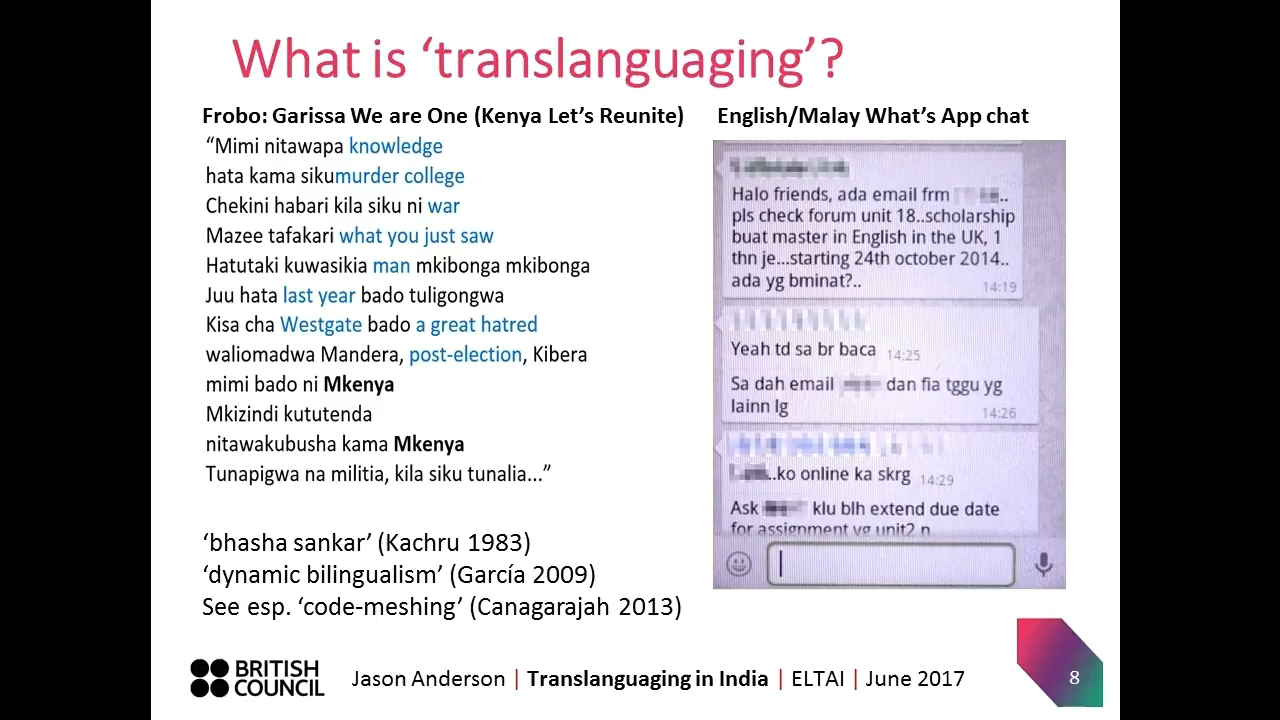 What is ‘translanguaging’?
Frobo: Garissa We are One (Kenya Let’s Reunite)
“Mimi nitawapa knowledge
hata kama sikumurder college
Chekini habari kila siku ni war
Mazee tafakari what you just saw
Hatutaki kuwasikia man mkibonga mkibonga
Juu hata last year bado tuligongwa
Kisa cha Westgate bado a great hatred
waliomadwa Mandera, post-election, Kibera
mimi bado ni Mkenya
Mkizindi kututenda
nitawakubusha kama Mkenya
Tunapigwa na militia, kila siku tunalia...”
‘bhasha sankar’ (Kachru 1983)
‘dynamic bilingualism’ (García 2009)
See esp. ‘code-meshing’ (Canagarajah 2013)
English/Malay What’s App chat
Halo friends, ada email frm ..
pls check forum unit 18..scholarship
buat master in English in the UK, 1
thn je...starting 24th october 2014..
ada yg bminat?..
14:19
Yeah td sa br baca 14:25
Sa dah email dan fia tggu yg
lainn lg
14:26
..ko online ka skrg 14:29
Ask klu blh extend due date
for assignment yg unit2 n
BRITISH
COUNCIL
Jason Anderson | Translanguaging in India | ELTAI | June 2017
8